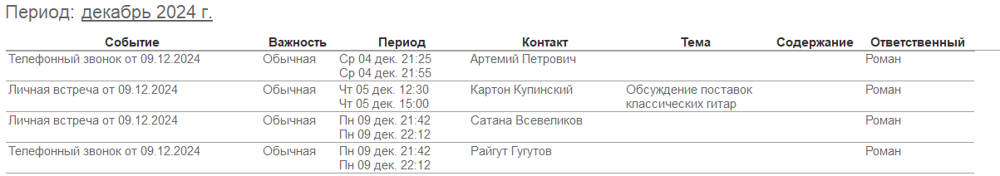 Период: декабрь 2024 г.
Событие Важность Период Контакт Тема Содержание Ответственный
Телефонный звонок от 09.12.2024 Обычная Ср 04 дек. 21:25 Артемий Петрович Роман
Ср 04 дек. 21:55
Личная встреча от 09.12.2024 Обычная Чт 05 дек. 12:30 Картон Купинский Обсуждение поставок Роман
Чт 05 дек. 15:00 классических гитар
Личная встреча от 09.12.2024 Обычная Пн 09 дек. 21:42 Сатана Всевеликов Роман
Пн 09 дек. 22:12
Телефонный звонок от 09.12.2024 Обычная Пн 09 дек. 21:42 Райгут Гугутов Роман
Пн 09 дек. 22:12